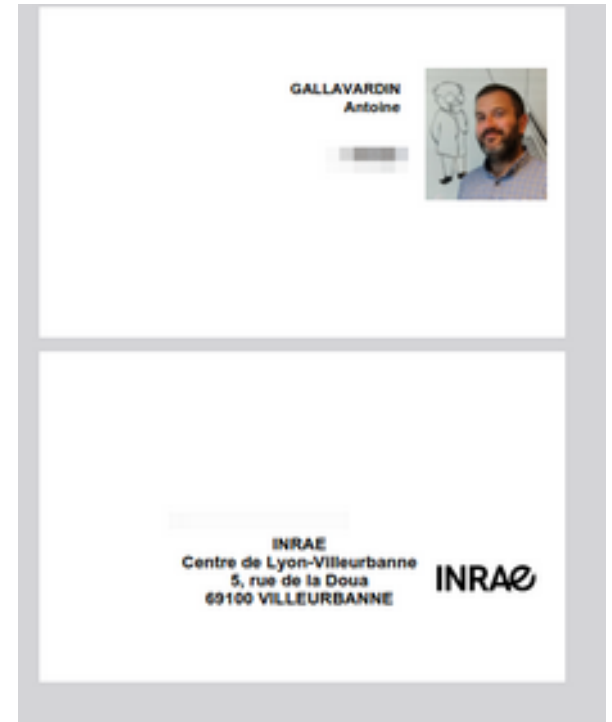 GALLAVARDIN
Antoine
INRAE
Centre de Lyon-Villeurbanne
5, rue de la Doua
69100 VILLEURBANNE
INRAE